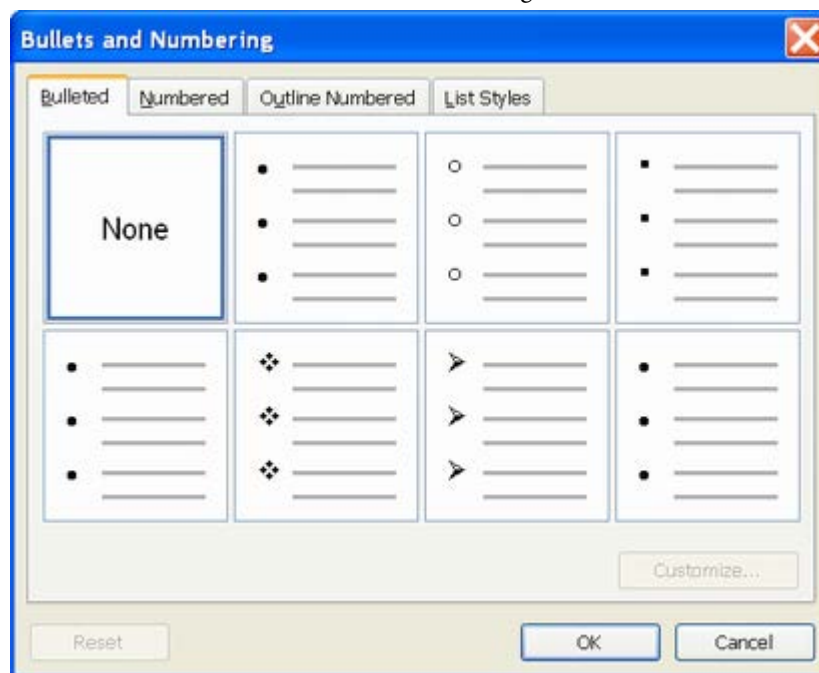 Bullets and Numbering
Bulleted Numbered Outline Numbered List Styles
None
Customize...
Reset OK Cancel